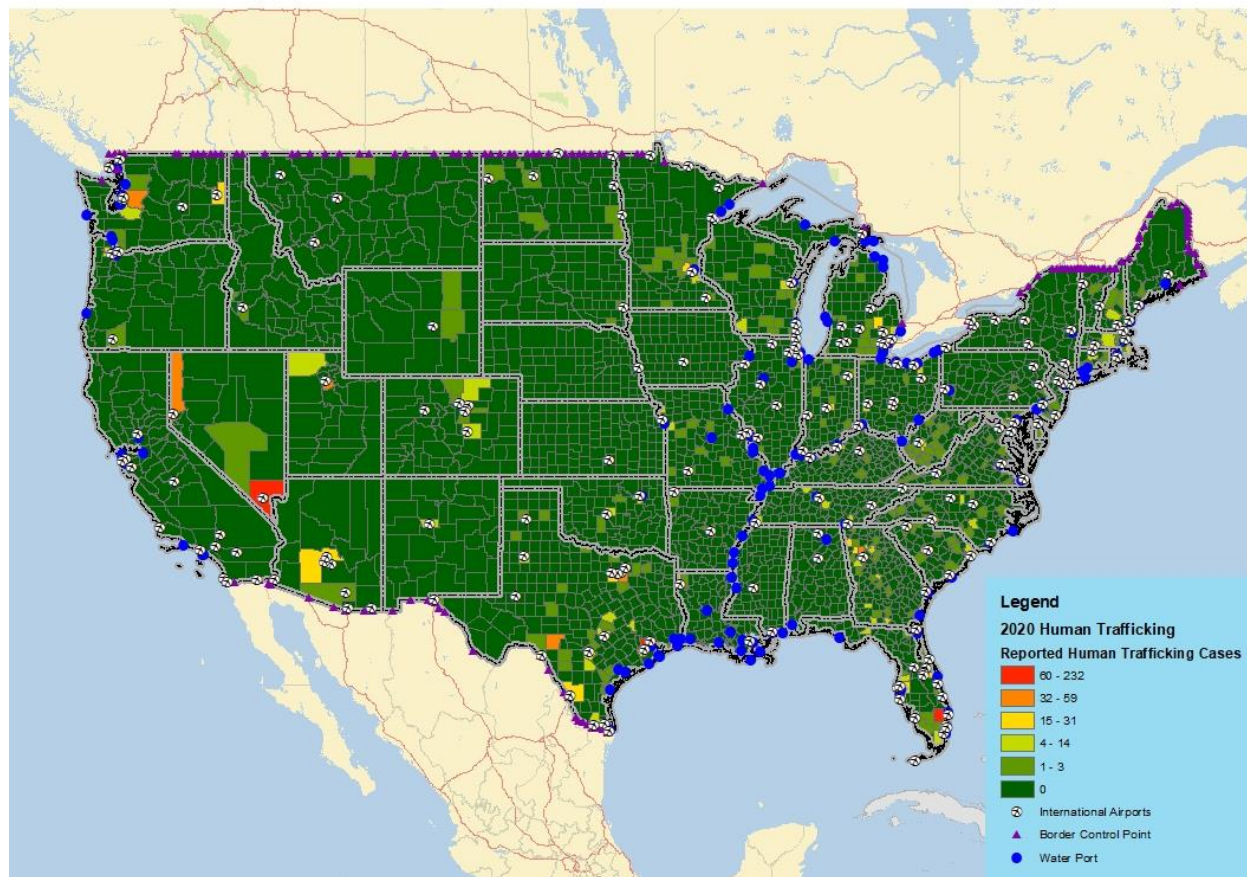 Legend
2020 Human Trafficking
Reported Human Trafficking Cases
60 - 232
32 - 59
15 - 31
4 - 14
1 - 3
0
International Airports
Border Control Point
Water Port